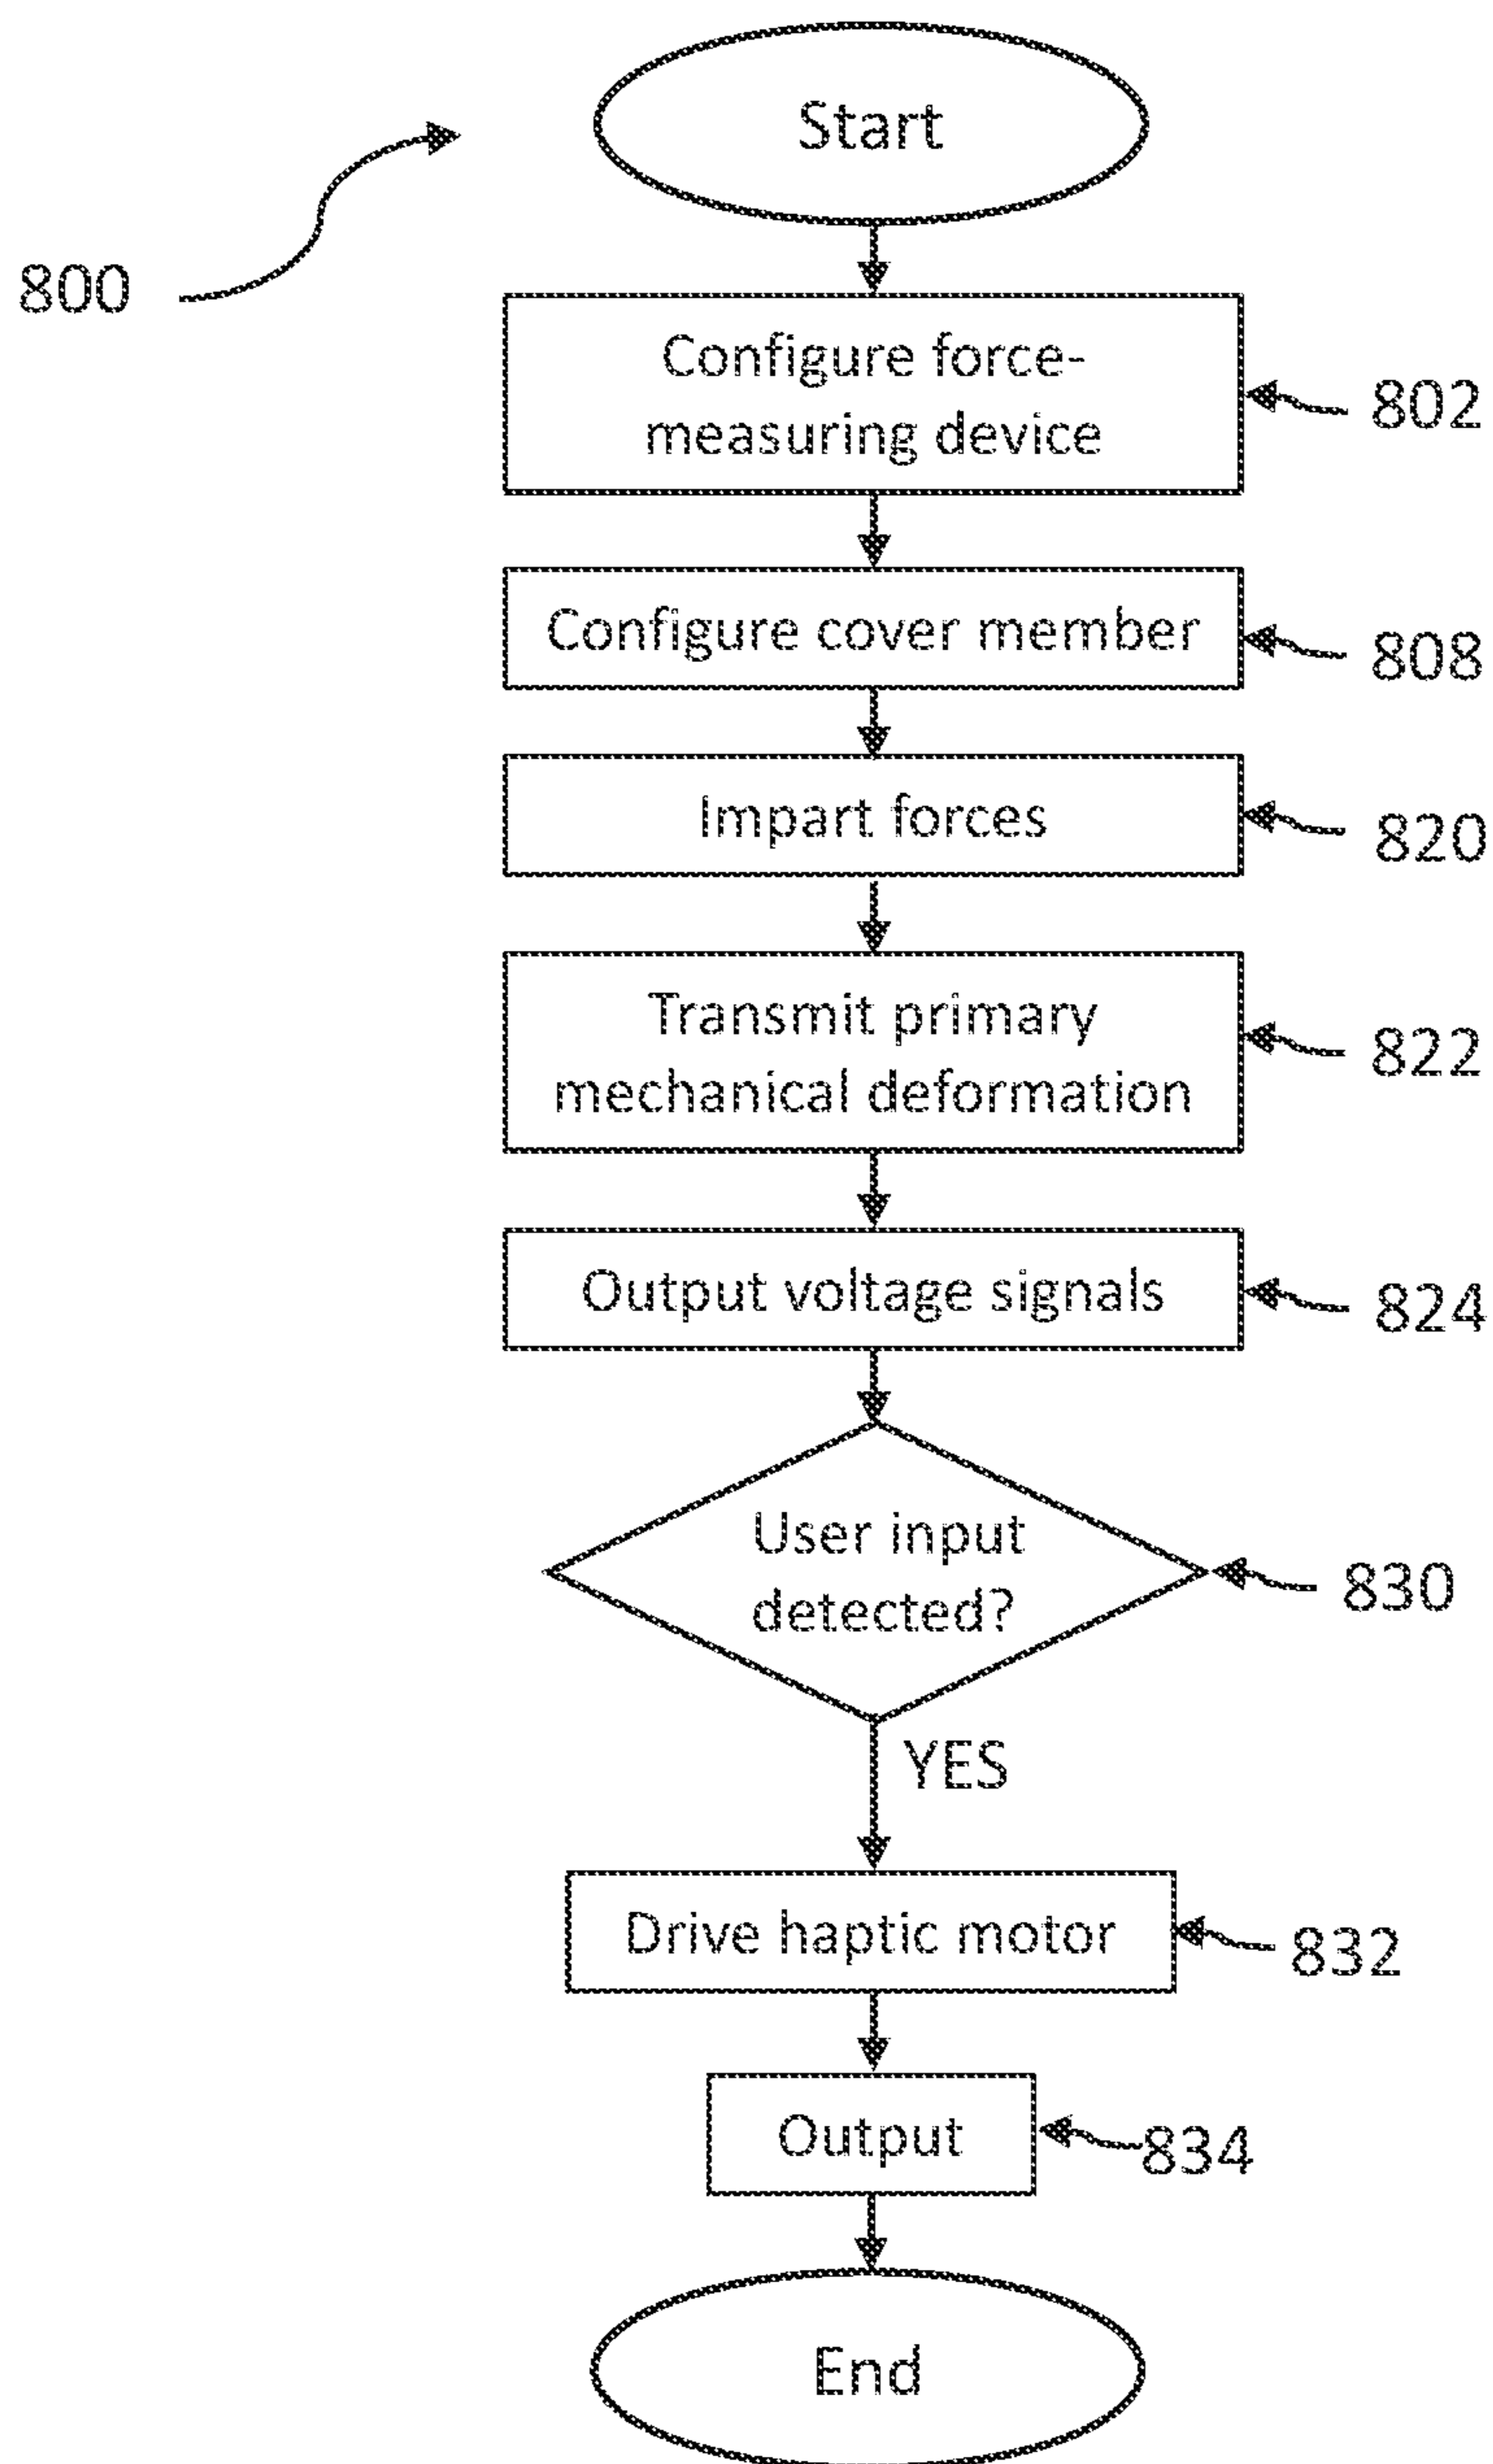 Start
800
Configure force-
measuring device
802
Configure cover member
808
Impart forces
820
Transmit primary
mechanical deformation
822
Output voltage signals
824
User input
detected?
830
YES
Drive haptic motor
832
Output
834
End